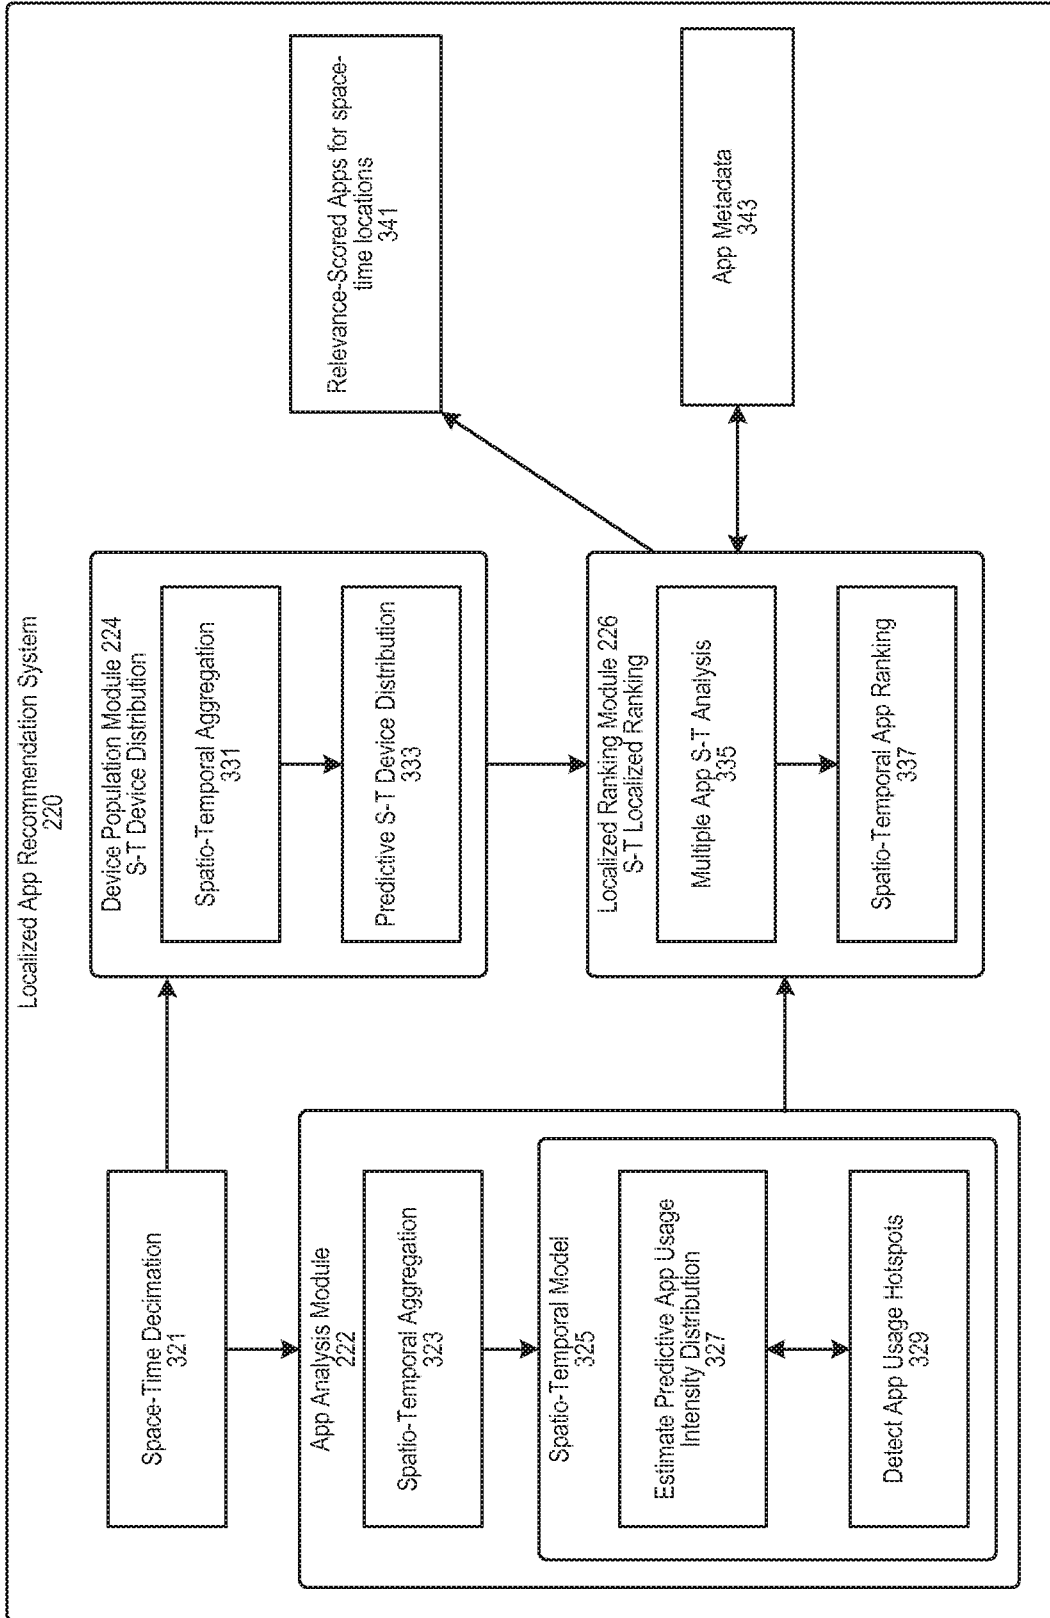 Localized App Recommendation System
220
Space-Time Decimation
321
App Analysis Module
222
Spatio-Temporal Aggregation
323
Spatio-Temporal Model
325
Estimate Predictive App Usage
Intensity Distribution
327
Detect App Usage Hotspots
329
Device Population Module 224
S-T Device Distribution
Spatio-Temporal Aggregation
331
Predictive S-T Device Distribution
333
Localized Ranking Module 226
S-T Localized Ranking
Multiple App S-T Analysis
335
Spatio-Temporal App Ranking
337
Relevance-Scored Apps for space-
time locations
341
App Metadata
343